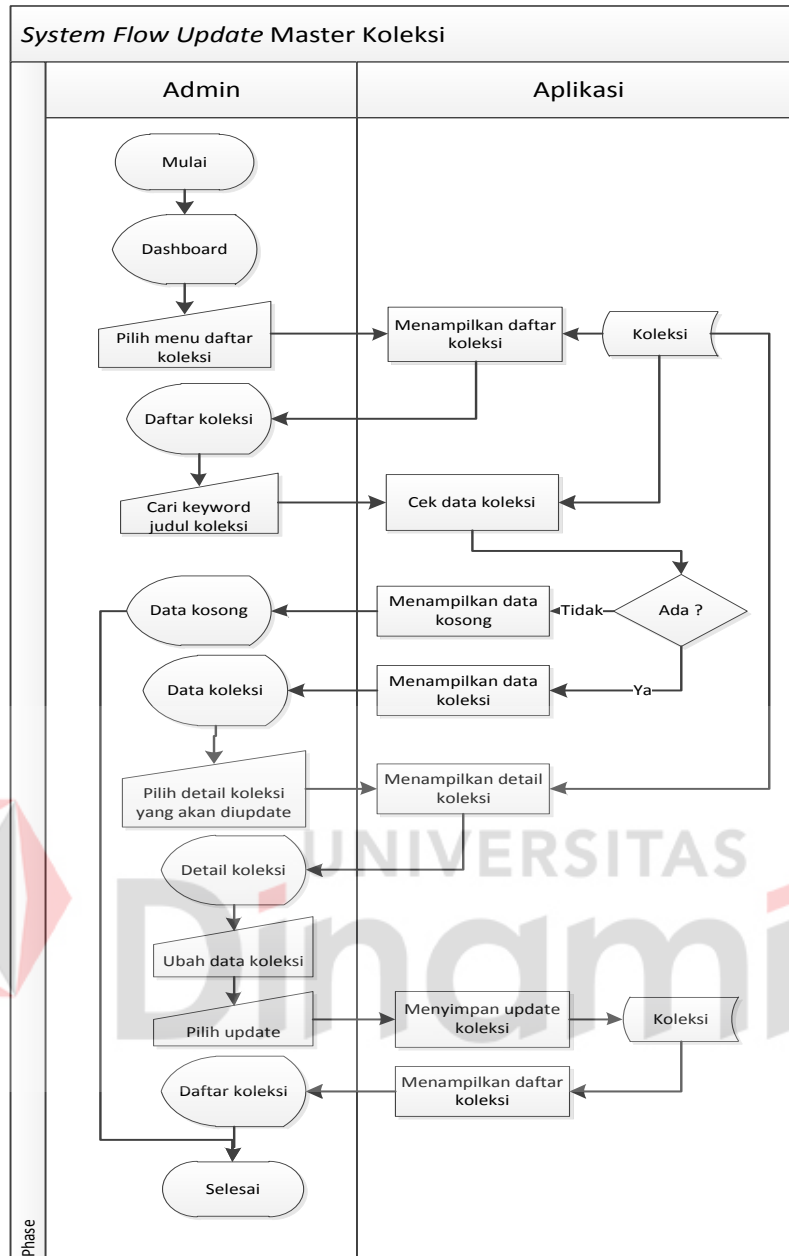 System Flow Update Master Koleksi
Admin
Aplikasi
Mulai
Dashboard
Pilih menu daftar
koleksi
Menampilkan daftar
koleksi
Koleksi
Daftar koleksi
Cari keyword
judul koleksi
Cek data koleksi
Ada ?
Tidak
Menampilkan data
kosong
Data kosong
Ya
Menampilkan data
koleksi
Data koleksi
Pilih detail koleksi
yang akan diupdate
Menampilkan detail
koleksi
Detail koleksi
Ubah data koleksi
Pilih update
Menyimpan update
koleksi
Koleksi
Menampilkan daftar
koleksi
Daftar koleksi
Selesai
Phase
UNIVERSITAS
Dinami